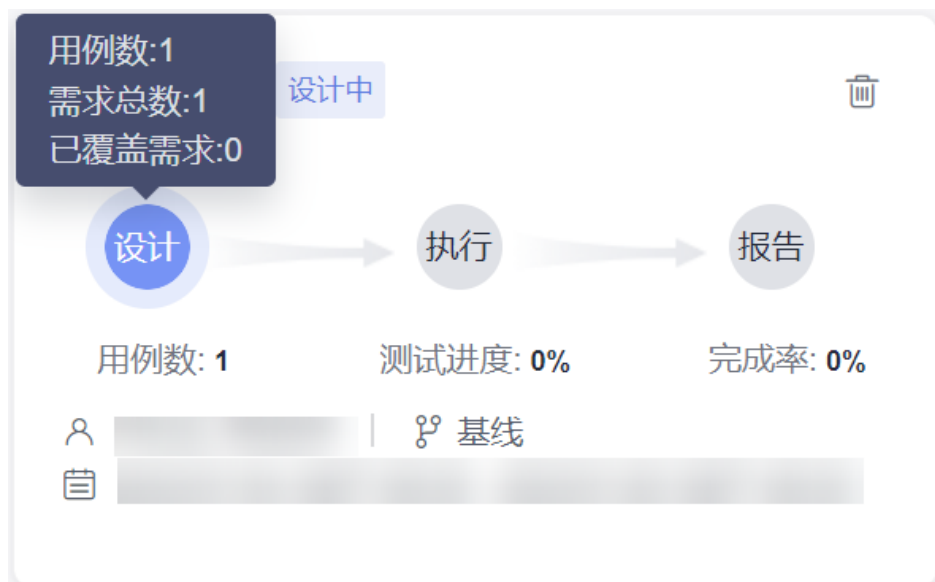 用例数:1
需求总数:1
已覆盖需求:0
设计中
设计
执行
报告
用例数: 1
测试进度: 0%
完成率: 0%
基线